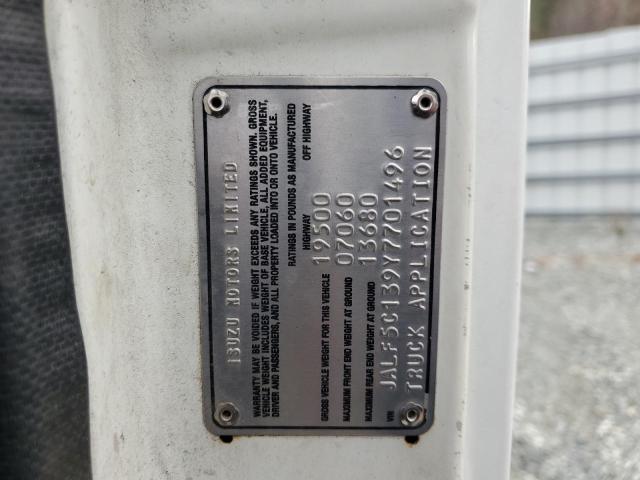 ISUZU MOTORS LIMITED
WARRANTY MAY BE VOIDED IF WEIGHT EXCEEDS ANY RATINGS SHOWN. GROSS
VEHICLE WEIGHT INCLUDES WEIGHT OF BASE VEHICLE, ALL ADDED EQUIPMENT,
DRIVER AND PASSENGERS, AND ALL PROPERTY LOADED INTO OR ONTO VEHICLE.
RATINGS IN POUNDS AS MANUFACTURED
HIGHWAY OFF HIGHWAY
GROSS VEHICLE WEIGHT FOR THIS VEHICLE 19500
MAXIMUM FRONT END WEIGHT AT GROUND 07060
MAXIMUM REAR END WEIGHT AT GROUND 13680
VIN JALF5C139Y7701496
TRUCK APPLICATION